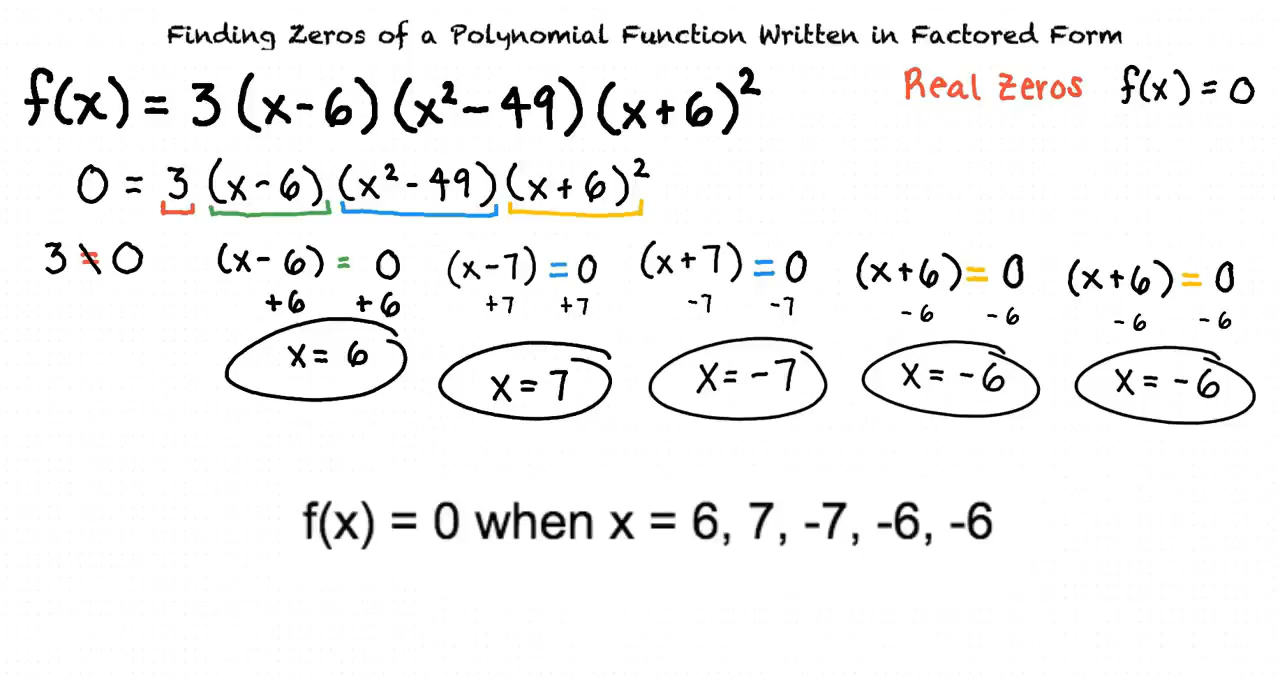 Finding Zeros of a Polynomial Function Written in Factored Form
f(x) = 3(x-6)(x²-49)(x+6)²
Real Zeros f(x) = 0
0 = 3(x-6)(x²-49)(x+6)²
3 ≠ 0 (x-6) = 0 (x-7) = 0 (x+7) = 0 (x+6) = 0 (x+6) = 0
+6 +6 +7 +7 -7 -7 -6 -6 -6 -6
x = 6 x = 7 x = -7 x = -6 x = -6
f(x) = 0 when x = 6, 7, -7, -6, -6